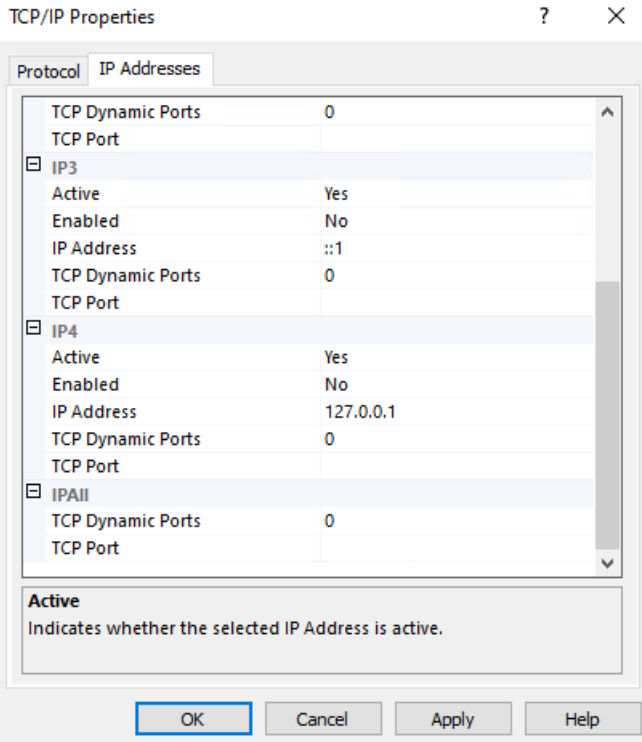 TCP/IP Properties ? ×
Protocol IP Addresses
TCP Dynamic Ports 0
TCP Port
IP3
Active Yes
Enabled No
IP Address ::1
TCP Dynamic Ports 0
TCP Port
IP4
Active Yes
Enabled No
IP Address 127.0.0.1
TCP Dynamic Ports 0
TCP Port
IPAll
TCP Dynamic Ports 0
TCP Port
Active
Indicates whether the selected IP Address is active.
OK Cancel Apply Help